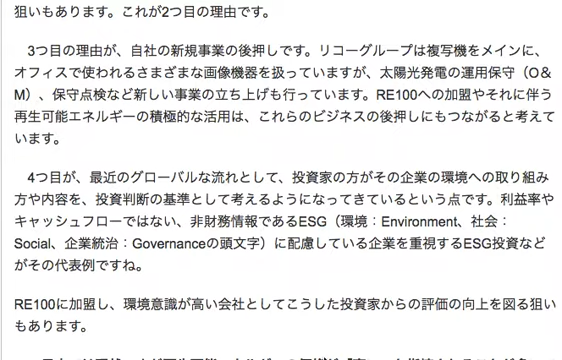 狙いもあります。これが2つ目の理由です。
3つ目の理由が、自社の新規事業の後押しです。リコーグループは複写機をメインに、
オフィスで使われるさまざまな画像機器を扱っていますが、太陽光発電の運用保守（O＆
M）、保守点検など新しい事業の立ち上げも行っています。RE100への加盟やそれに伴う
再生可能エネルギーの積極的な活用は、これらのビジネスの後押しにもつながると考えて
います。
4つ目が、最近のグローバルな流れとして、投資家の方がその企業の環境への取り組み
方や内容を、投資判断の基準として考えるようになってきているという点です。利益率や
キャッシュフローではない、非財務情報であるESG（環境：Environment、社会：
Social、企業統治：Governanceの頭文字）に配慮している企業を重視するESG投資など
がその代表例ですね。
RE100に加盟し、環境意識が高い会社としてこうした投資家からの評価の向上を図る狙い
もあります。